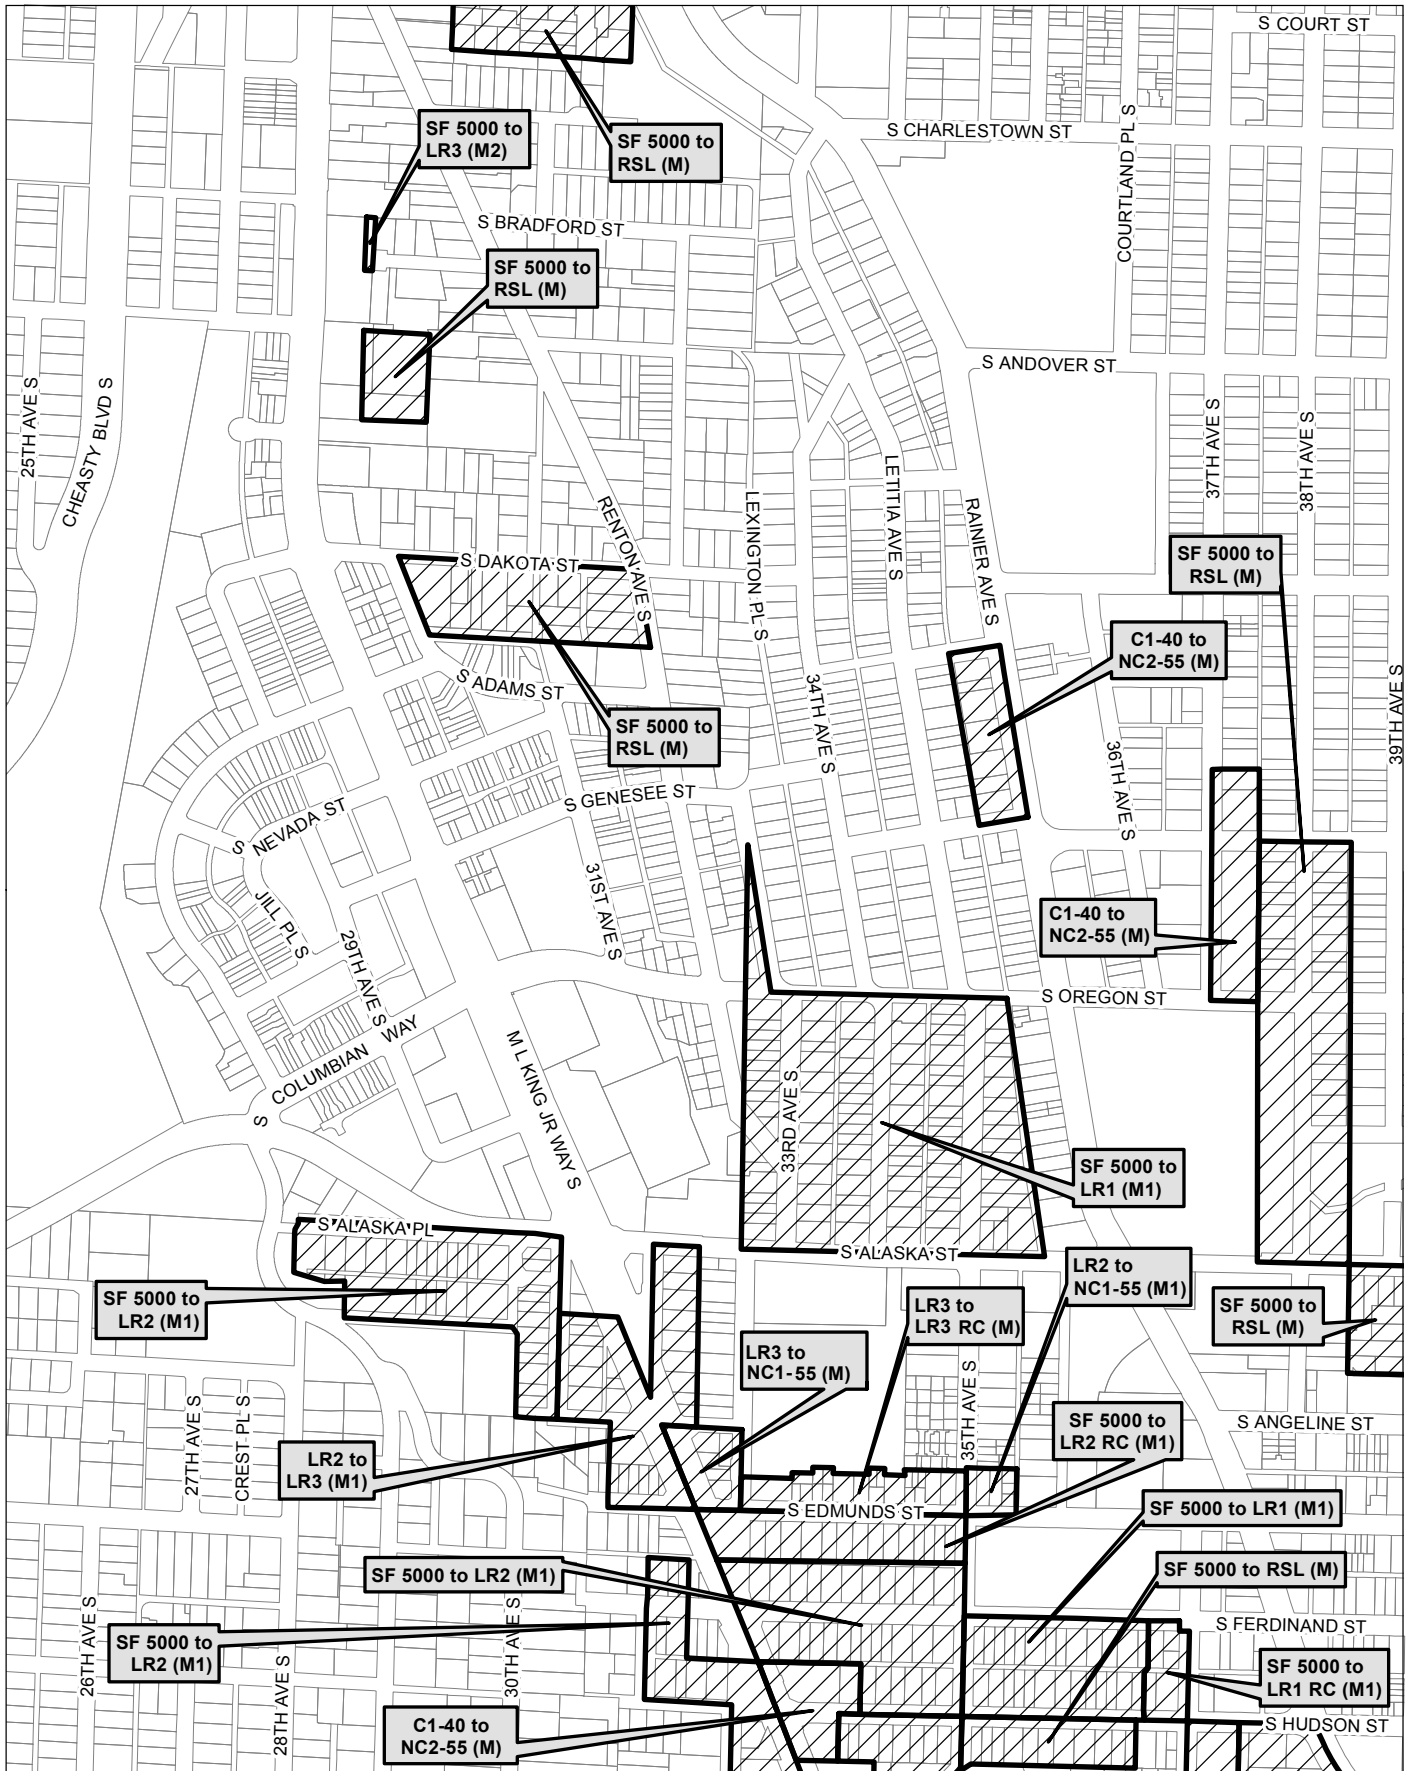 S COURT ST
SF 5000 to
LR3 (M2)
SF 5000 to
RSL (M)
S CHARLESTOWN ST
COURTLAND PL S
S BRADFORD ST
SF 5000 to
RSL (M)
S ANDOVER ST
25TH AVE S
CHEASTY BLVD S
37TH AVE S
38TH AVE S
LETITIA AVE S
LEXINGTON PL S
RENTON AVE S
RAINIER AVE S
S DAKOTA ST
SF 5000 to
RSL (M)
C1-40 to
NC2-55 (M)
S ADAMS ST
34TH AVE S
39TH AVE S
SF 5000 to
RSL (M)
36TH AVE S
S GENESEE ST
S NEVADA ST
31ST AVE S
JILL PL S
29TH AVE S
C1-40 to
NC2-55 (M)
S OREGON ST
S COLUMBIAN WAY
M L KING JR WAY S
33RD AVE S
SF 5000 to
LR1 (M1)
S ALASKA PL
S ALASKA ST
LR2 to
NC1-55 (M1)
SF 5000 to
LR2 (M1)
LR3 to
LR3 RC (M)
SF 5000 to
RSL (M)
LR3 to
NC1-55 (M)
35TH AVE S
27TH AVE S
CREST PL S
SF 5000 to
LR2 RC (M1)
S ANGELINE ST
LR2 to
LR3 (M1)
S EDMUNDS ST
SF 5000 to LR1 (M1)
SF 5000 to LR2 (M1)
SF 5000 to RSL (M)
26TH AVE S
30TH AVE S
S FERDINAND ST
SF 5000 to
LR2 (M1)
28TH AVE S
SF 5000 to
LR1 RC (M1)
C1-40 to
NC2-55 (M)
S HUDSON ST